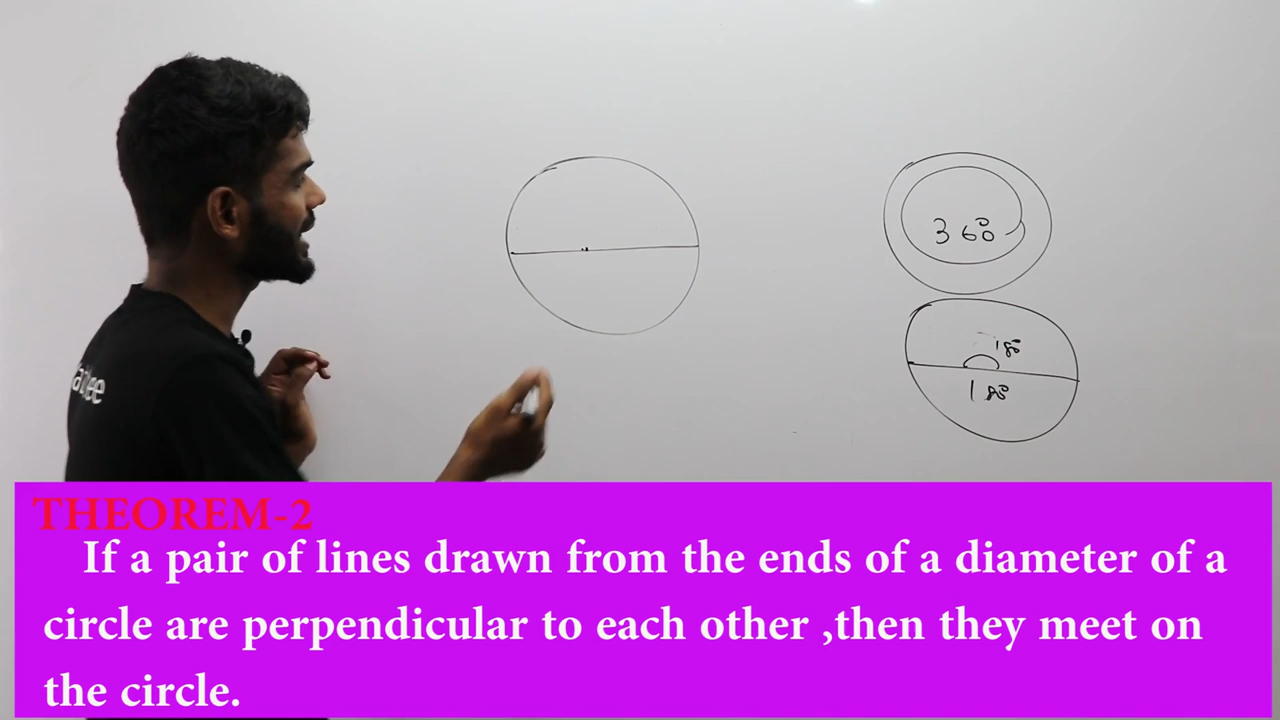 360
180
180
THEOREM-2
If a pair of lines drawn from the ends of a diameter of a
circle are perpendicular to each other ,then they meet on
the circle.